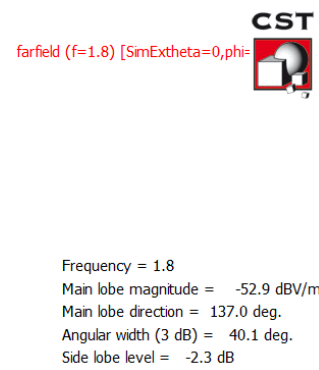 CST
farfield (f=1.8) [SimExtheta=0,phi=
Frequency = 1.8
Main lobe magnitude = -52.9 dBV/m
Main lobe direction = 137.0 deg.
Angular width (3 dB) = 40.1 deg.
Side lobe level = -2.3 dB